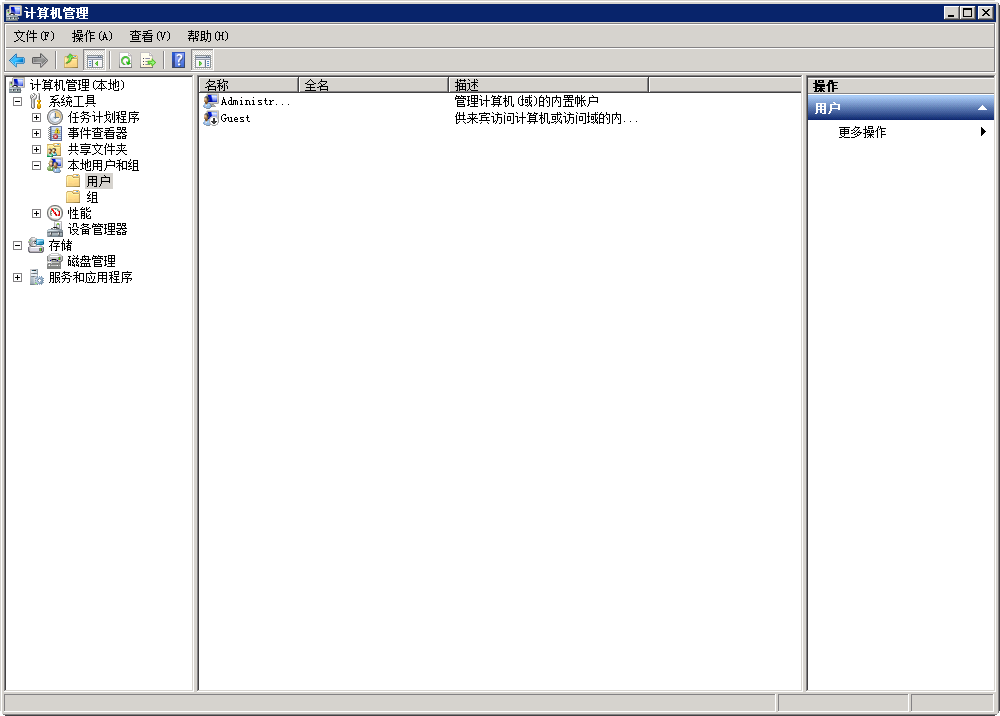 计算机管理
文件(F) 操作(A) 查看(V) 帮助(H)
计算机管理(本地)
系统工具
任务计划程序
事件查看器
共享文件夹
本地用户和组
用户
组
性能
设备管理器
存储
磁盘管理
服务和应用程序
名称 全名 描述
Administr... 管理计算机(域)的内置帐户
Guest 供来宾访问计算机或访问域的内...
操作
用户
更多操作